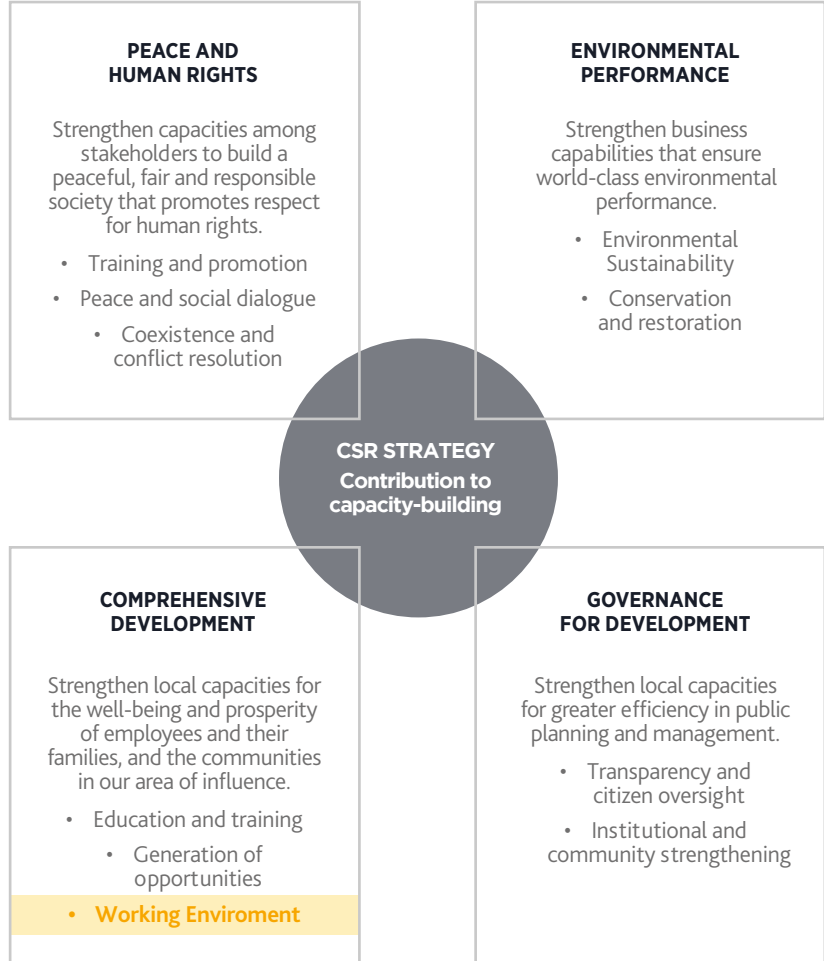 PEACE AND
HUMAN RIGHTS
Strengthen capacities among
stakeholders to build a
peaceful, fair and responsible
society that promotes respect
for human rights.
• Training and promotion
• Peace and social dialogue
• Coexistence and
conflict resolution
ENVIRONMENTAL
PERFORMANCE
Strengthen business
capabilities that ensure
world-class environmental
performance.
• Environmental
Sustainability
• Conservation
and restoration
CSR STRATEGY
Contribution to
capacity-building
COMPREHENSIVE
DEVELOPMENT
Strengthen local capacities for
the well-being and prosperity
of employees and their
families, and the communities
in our area of influence.
• Education and training
• Generation of
opportunities
• Working Enviroment
GOVERNANCE
FOR DEVELOPMENT
Strengthen local capacities
for greater efficiency in public
planning and management.
• Transparency and
citizen oversight
• Institutional and
community strengthening